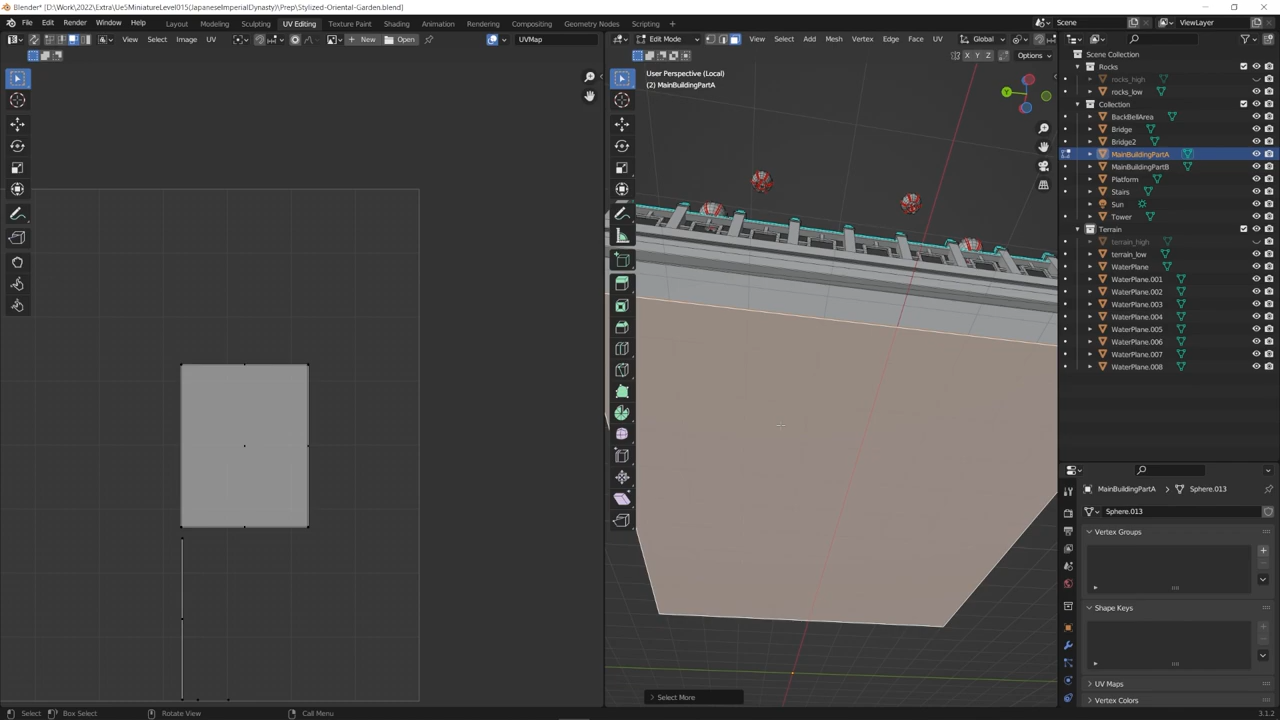 Blender* [D:\Work\2022\Extra\Ue5MiniatureLevel015(JapaneseImperialDynasty)\Prep\Stylized-Oriental-Garden.blend]
File Edit Render Window Help Layout Modeling Sculpting UV Editing Texture Paint Shading Animation Rendering Compositing Geometry Nodes Scripting + Scene ViewLayer
View Select Image UV New Open UVMap Edit Mode View Select Add Mesh Vertex Edge Face UV Global
X Y Z Options
User Perspective (Local)
(2) MainBuildingPartA
Y
Scene Collection
Rocks
rocks_high
rocks_low
Collection
BackBellArea
Bridge
Bridge2
MainBuildingPartA
MainBuildingPartB
Platform
Stairs
Sun
Tower
Terrain
terrain_high
terrain_low
WaterPlane
WaterPlane.001
WaterPlane.002
WaterPlane.003
WaterPlane.004
WaterPlane.005
WaterPlane.006
WaterPlane.007
WaterPlane.008
MainBuildingPartA > Sphere.013
Sphere.013
Vertex Groups
Shape Keys
UV Maps
Vertex Colors
> Select More
Select Box Select Rotate View Call Menu 3.1.2